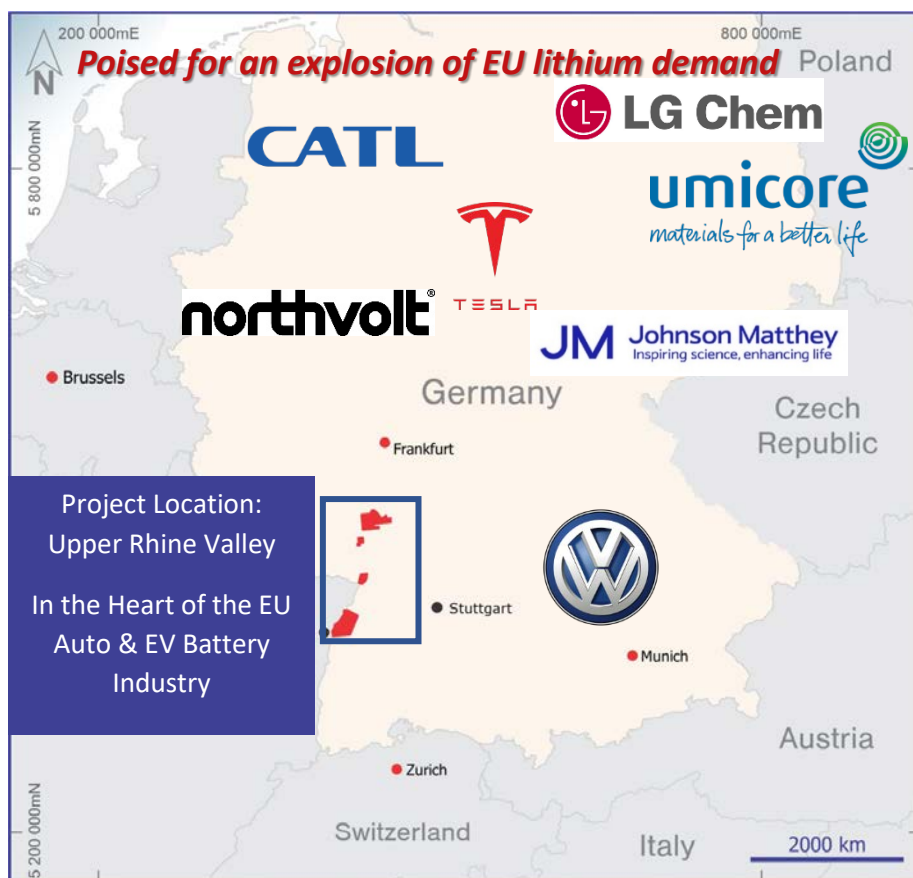 200 000mE
800 000mE
Poised for an explosion of EU lithium demand
Poland
N
LG Chem
CATL
5 800 000mN
umicore
materials for a better life
TESLA
northvolt®
JM Johnson Matthey
Inspiring science, enhancing life
Brussels
Germany
Czech
Republic
Frankfurt
Project Location:
Upper Rhine Valley
In the Heart of the EU
Auto & EV Battery
Industry
Stuttgart
VW
Munich
Austria
Zurich
5 200 000mN
Switzerland
Italy
2000 km